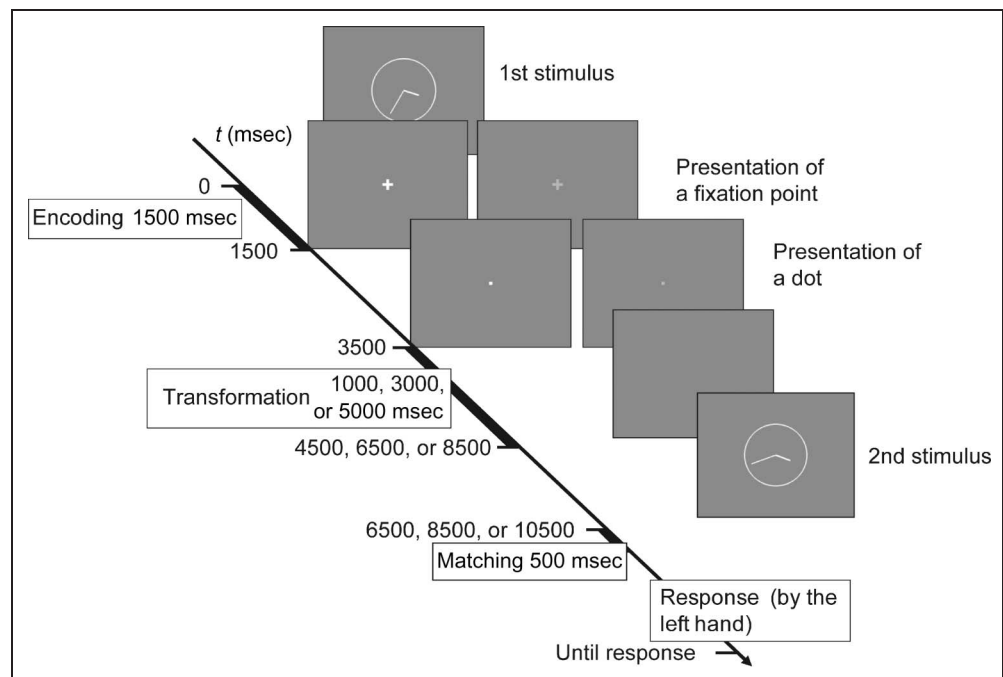 1st stimulus
t (msec)
Presentation of
a fixation point
0
Encoding 1500 msec
1500
Presentation of
a dot
3500
Transformation 1000, 3000,
or 5000 msec
4500, 6500, or 8500
2nd stimulus
6500, 8500, or 10500
Matching 500 msec
Response (by the
left hand)
Until response